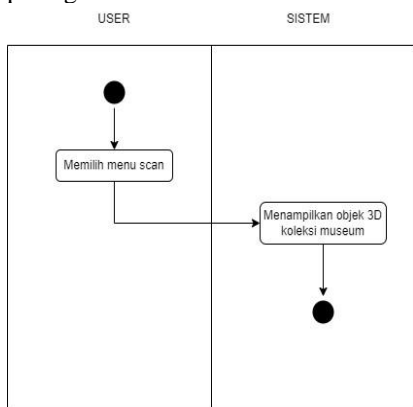 USER
SISTEM
Memilih menu scan
Menampilkan objek 3D
koleksi museum